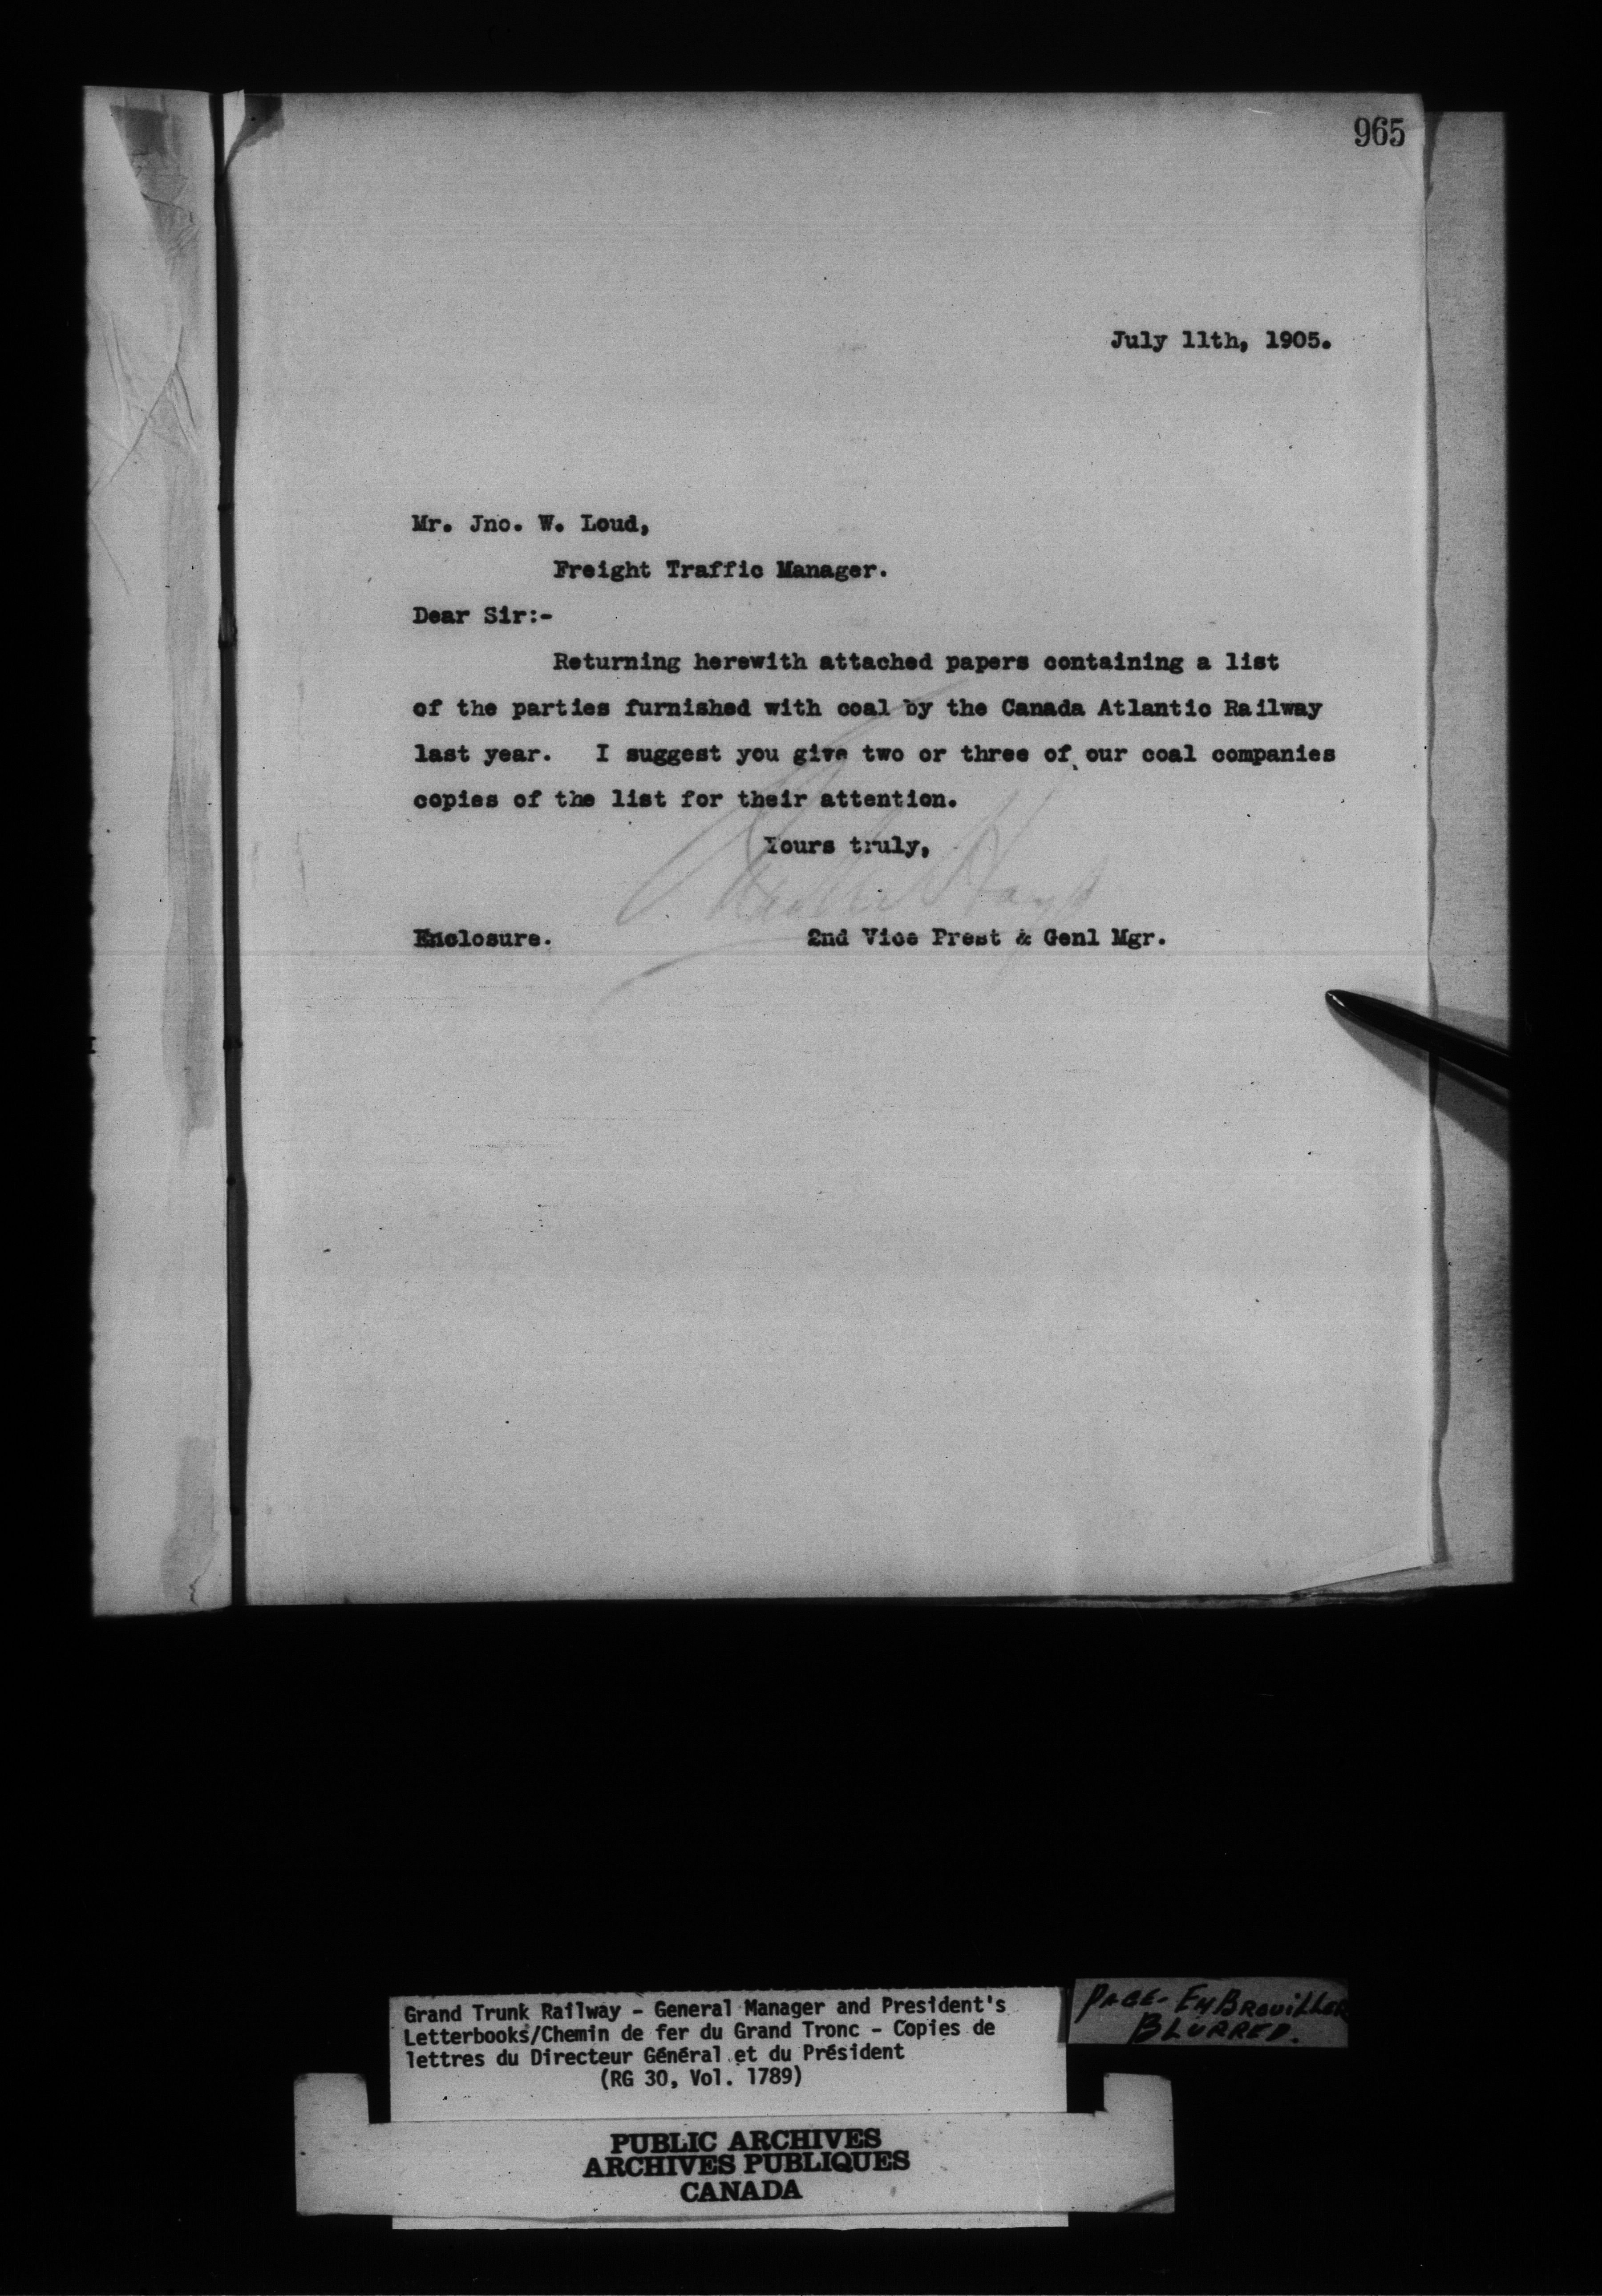 965
July 11th, 1905.
Mr. Jno. W. Loud,
Freight Traffic Manager.
Dear Sir:-
Returning herewith attached papers containing a list
of the parties furnished with coal by the Canada Atlantic Railway
last year. I suggest you give two or three of our coal companies
copies of the list for their attention.
Yours truly,
Enclosure. 2nd Vice Prest & Genl Mgr.
Grand Trunk Railway - General Manager and President's
Letterbooks/Chemin de fer du Grand Tronc - Copies de
lettres du Directeur Général et du Président
(RG 30, Vol. 1789)
PAGE- EMBROUILLER
BLURRED.
PUBLIC ARCHIVES
ARCHIVES PUBLIQUES
CANADA